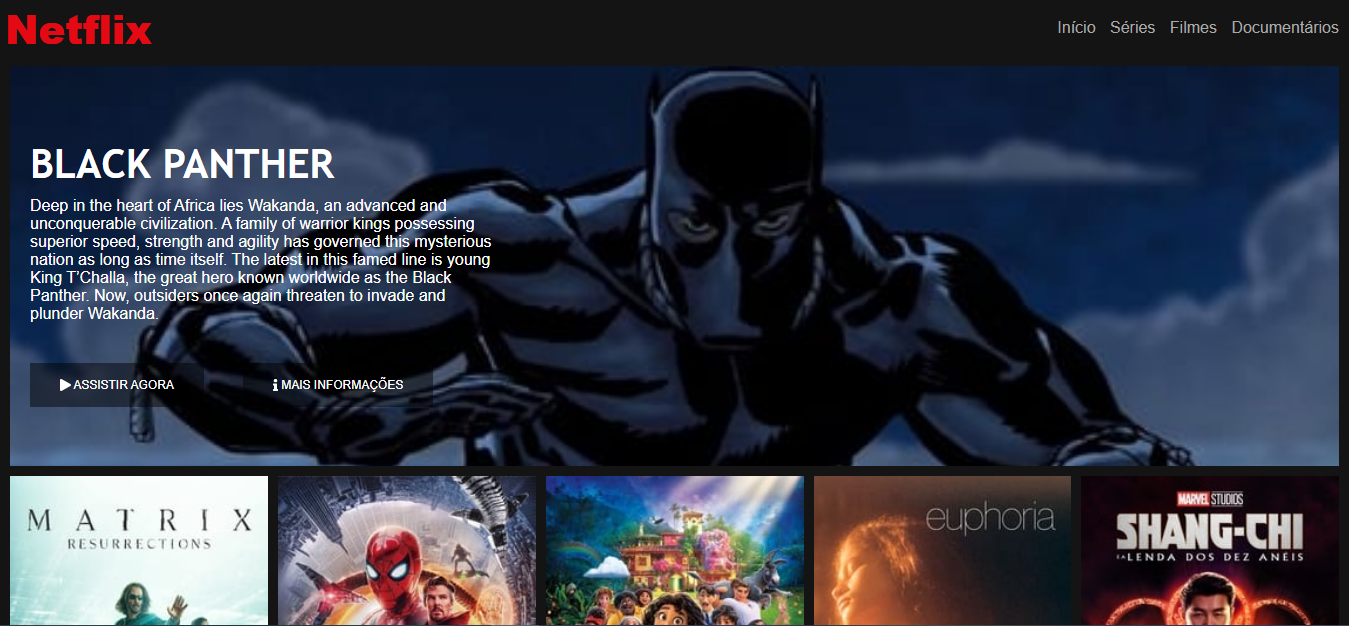 Netflix
Início Séries Filmes Documentários
BLACK PANTHER
Deep in the heart of Africa lies Wakanda, an advanced and
unconquerable civilization. A family of warrior kings possessing
superior speed, strength and agility has governed this mysterious
nation as long as time itself. The latest in this famed line is young
King T’Challa, the great hero known worldwide as the Black
Panther. Now, outsiders once again threaten to invade and
plunder Wakanda.
ASSISTIR AGORA MAIS INFORMAÇÕES
MATRIX
RESURRECTIONS
euphoria
MARVEL STUDIOS
SHANG-CHI
E A LENDA DOS DEZ ANÉIS